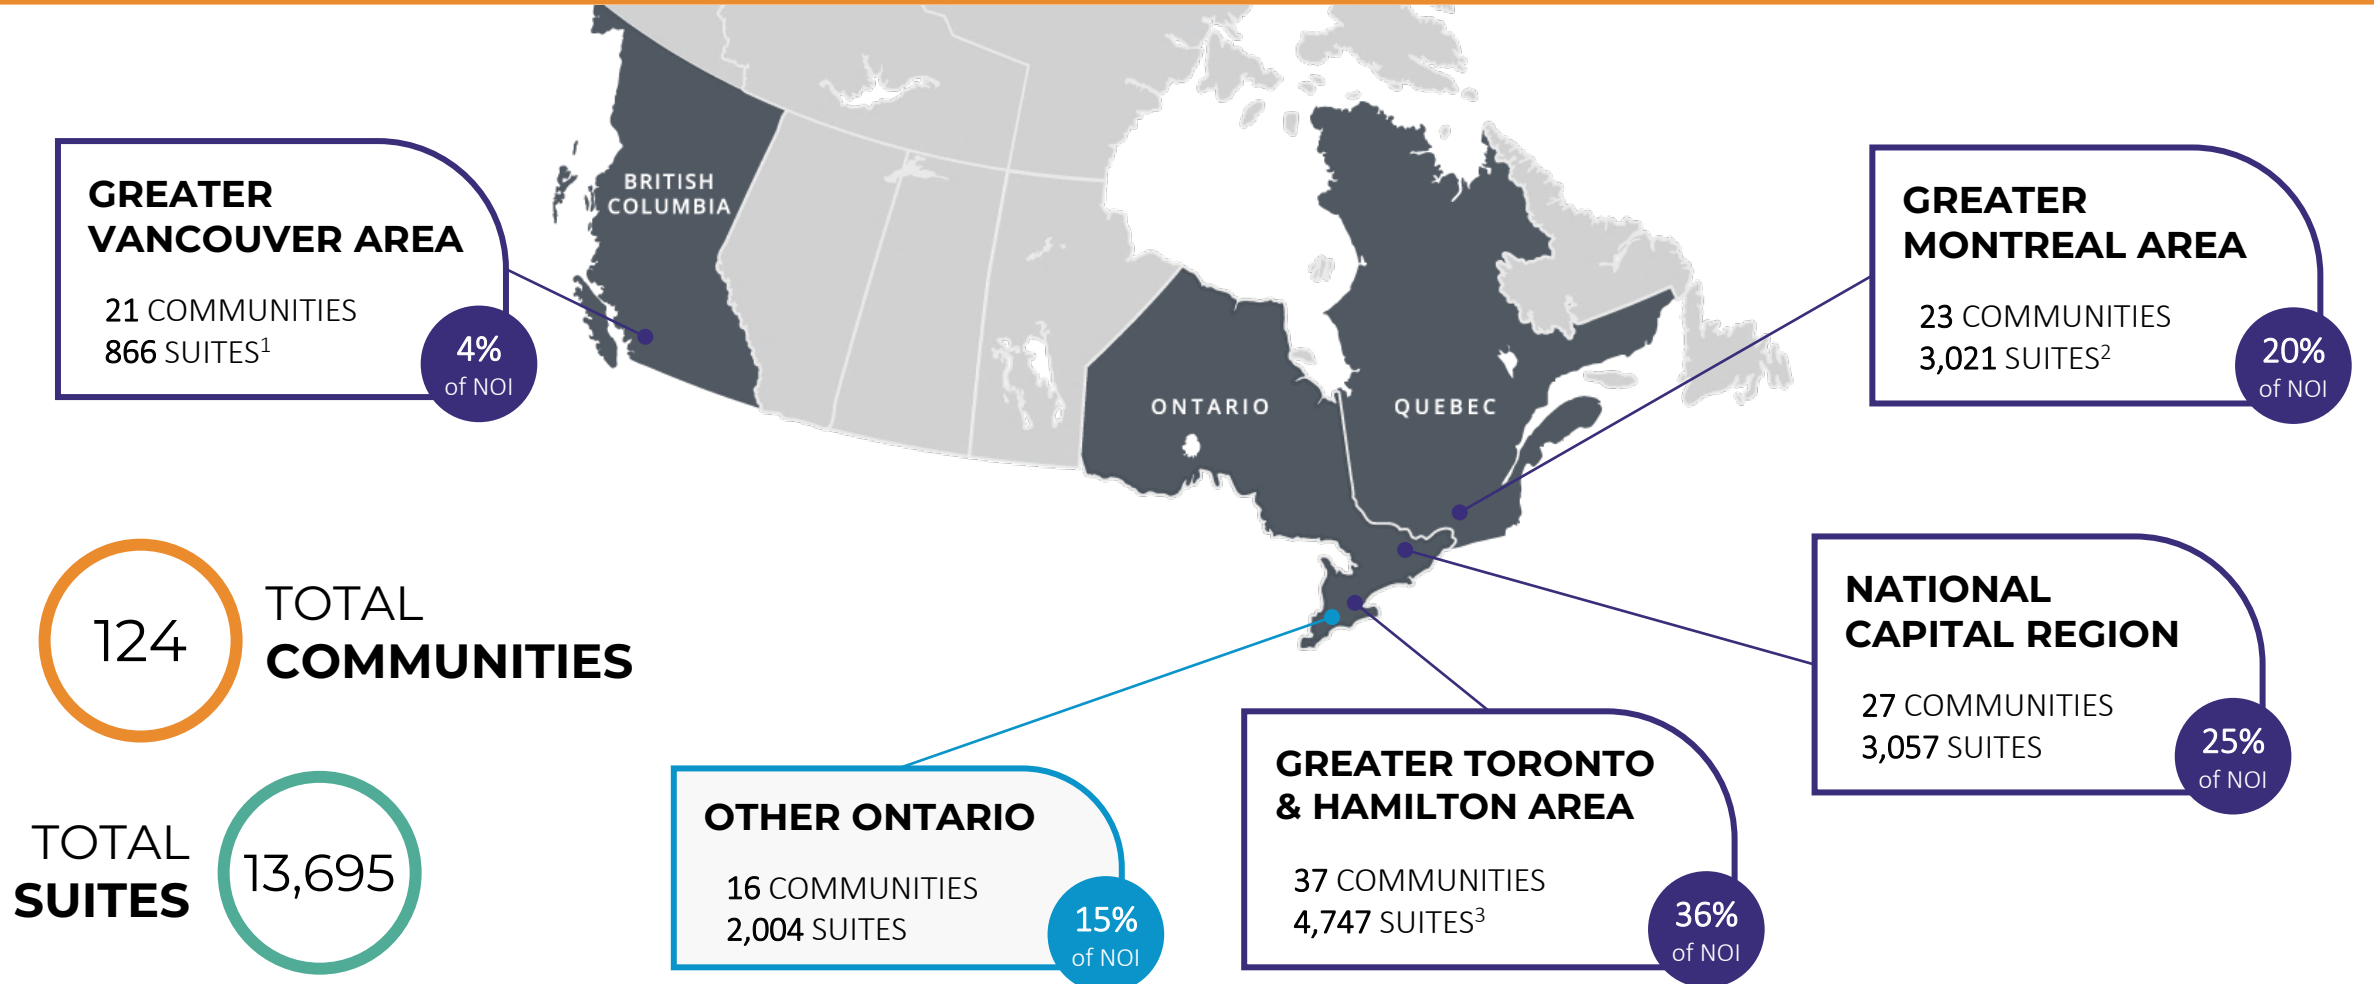 BRITISH
COLUMBIA
ONTARIO
QUEBEC
GREATER
VANCOUVER AREA
21 COMMUNITIES
866 SUITES¹
4%
of NOI
GREATER
MONTREAL AREA
23 COMMUNITIES
3,021 SUITES²
20%
of NOI
124
TOTAL
COMMUNITIES
NATIONAL
CAPITAL REGION
27 COMMUNITIES
3,057 SUITES
25%
of NOI
TOTAL
SUITES
13,695
OTHER ONTARIO
16 COMMUNITIES
2,004 SUITES
15%
of NOI
GREATER TORONTO
& HAMILTON AREA
37 COMMUNITIES
4,747 SUITES³
36%
of NOI